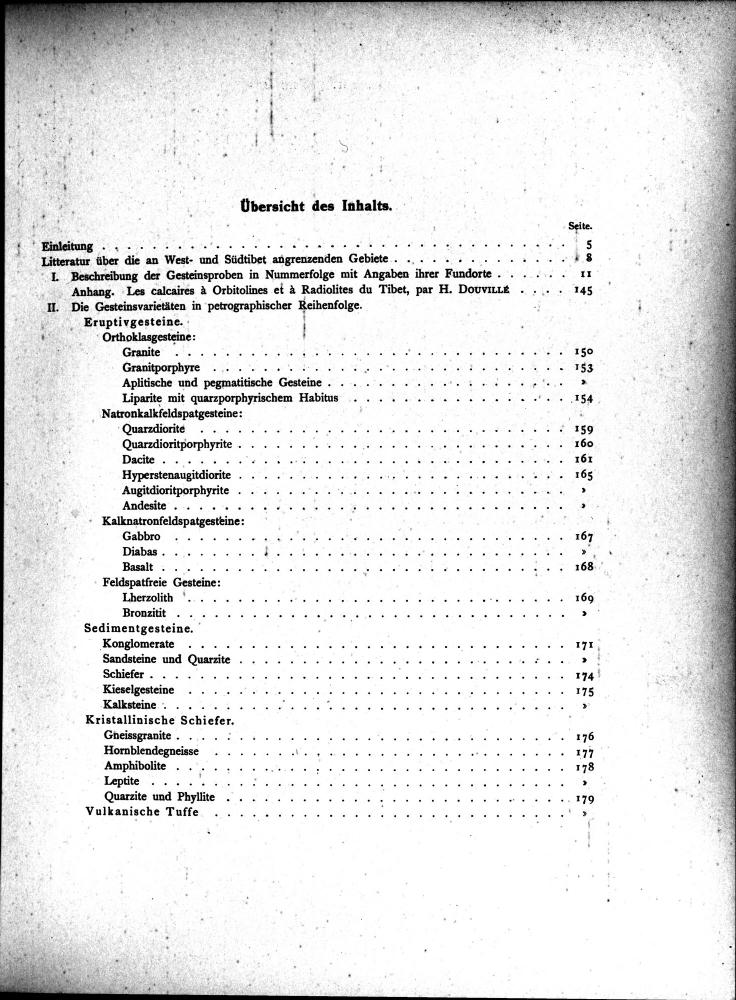 Übersicht des Inhalts.
Seite.
Einleitung . . . . . . . . . . 5
Litteratur über die an West- und Südtibet angrenzenden Gebiete . . . . . . . . . . 8
I. Beschreibung der Gesteinsproben in Nummerfolge mit Angaben ihrer Fundorte . . . . . . 11
Anhang. Les calcaires à Orbitolines et à Radiolites du Tibet, par H. DOUVILLÉ . . . . 145
II. Die Gesteinsvarietäten in petrographischer Reihenfolge.
Eruptivgesteine.
Orthoklasgesteine:
Granite . . . . . . . . . . 150
Granitporphyre . . . . . . . . . . 153
Aplitische und pegmatitische Gesteine . . . . . . . . . . »
Liparite mit quarzporphyrischem Habitus . . . . . . . . . . 154
Natronkalkfeldspatgesteine:
Quarzdiorite . . . . . . . . . . 159
Quarzdioritporphyrite . . . . . . . . . . 160
Dacite . . . . . . . . . . 161
Hyperstenaugitdiorite . . . . . . . . . . 165
Augitdioritporphyrite . . . . . . . . . . »
Andesite . . . . . . . . . . »
Kalknatronfeldspatgesteine:
Gabbro . . . . . . . . . . 167
Diabas . . . . . . . . . . »
Basalt . . . . . . . . . . 168
Feldspatfreie Gesteine:
Lherzolith . . . . . . . . . . 169
Bronzitit . . . . . . . . . . »
Sedimentgesteine.
Konglomerate . . . . . . . . . . 171
Sandsteine und Quarzite . . . . . . . . . . »
Schiefer . . . . . . . . . . 174
Kieselgesteine . . . . . . . . . . 175
Kalksteine . . . . . . . . . . »
Kristallinische Schiefer.
Gneissgranite . . . . . . . . . . 176
Hornblendegneisse . . . . . . . . . . 177
Amphibolite . . . . . . . . . . 178
Leptite . . . . . . . . . . »
Quarzite und Phyllite . . . . . . . . . . 179
Vulkanische Tuffe . . . . . . . . . . »